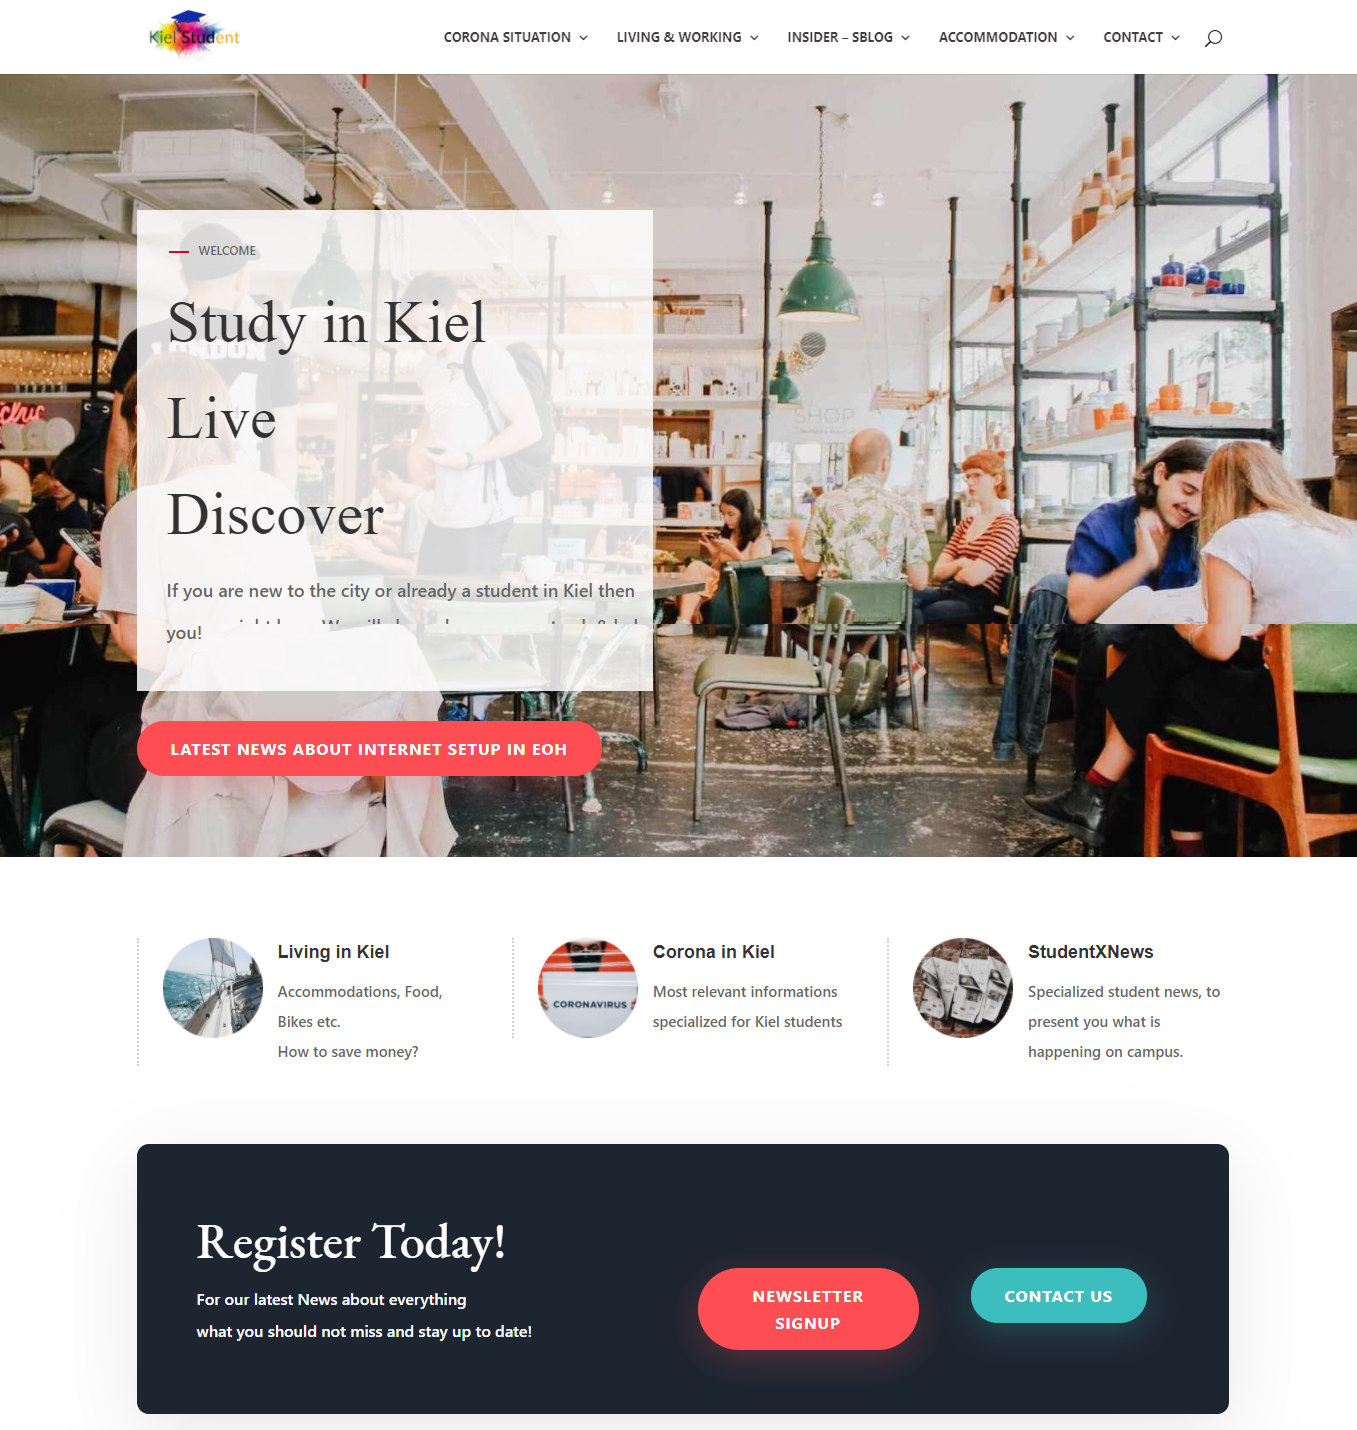 Kiel Student
CORONA SITUATION
LIVING & WORKING
INSIDER – SBLOG
ACCOMMODATION
CONTACT
WELCOME
LONDON
Study in Kiel
Live
Discover
SHOP
If you are new to the city or already a student in Kiel then
you!
LATEST NEWS ABOUT INTERNET SETUP IN EOH
Living in Kiel
Accommodations, Food,
Bikes etc.
How to save money?
Corona in Kiel
CORONAVIRUS
Most relevant informations
specialized for Kiel students
StudentXNews
Specialized student news, to
present you what is
happening on campus.
Register Today!
For our latest News about everything
what you should not miss and stay up to date!
NEWSLETTER
SIGNUP
CONTACT US